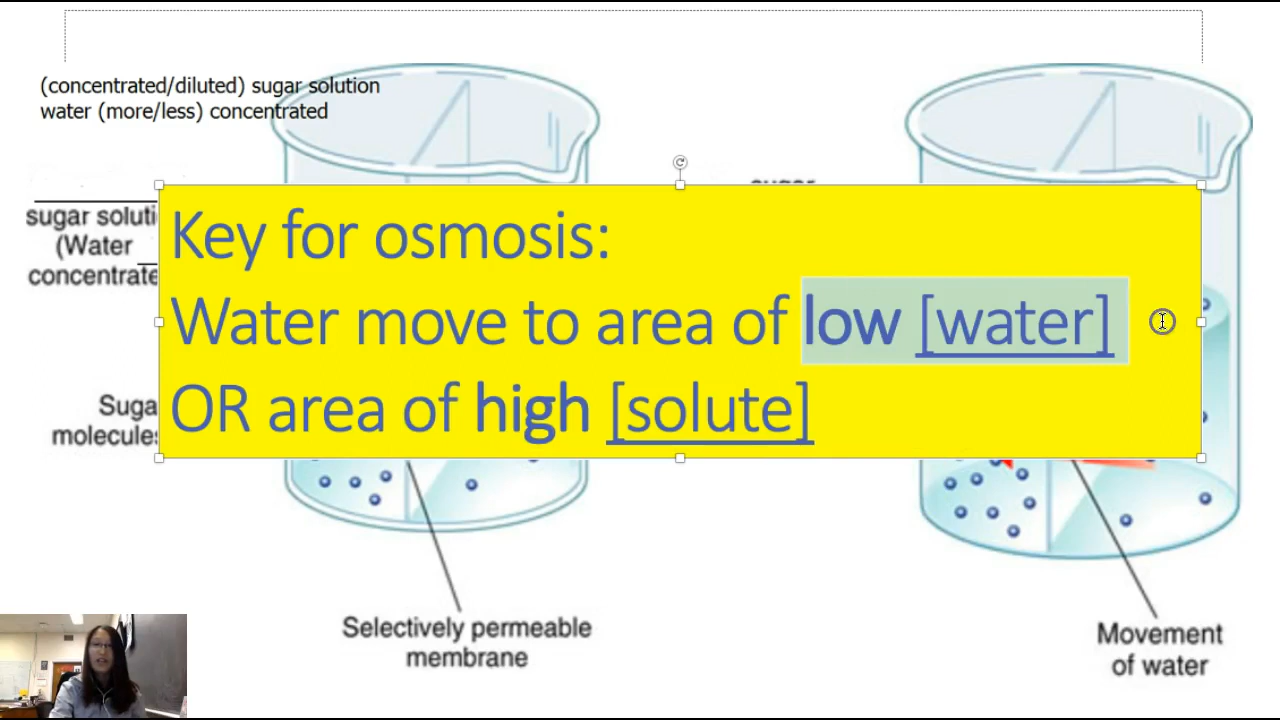 (concentrated/diluted) sugar solution
water (more/less) concentrated
sugar soluti
(Water
concentrate
Key for osmosis:
Water move to area of low [water]
OR area of high [solute]
Suga
molecules
Selectively permeable
membrane
Movement
of water